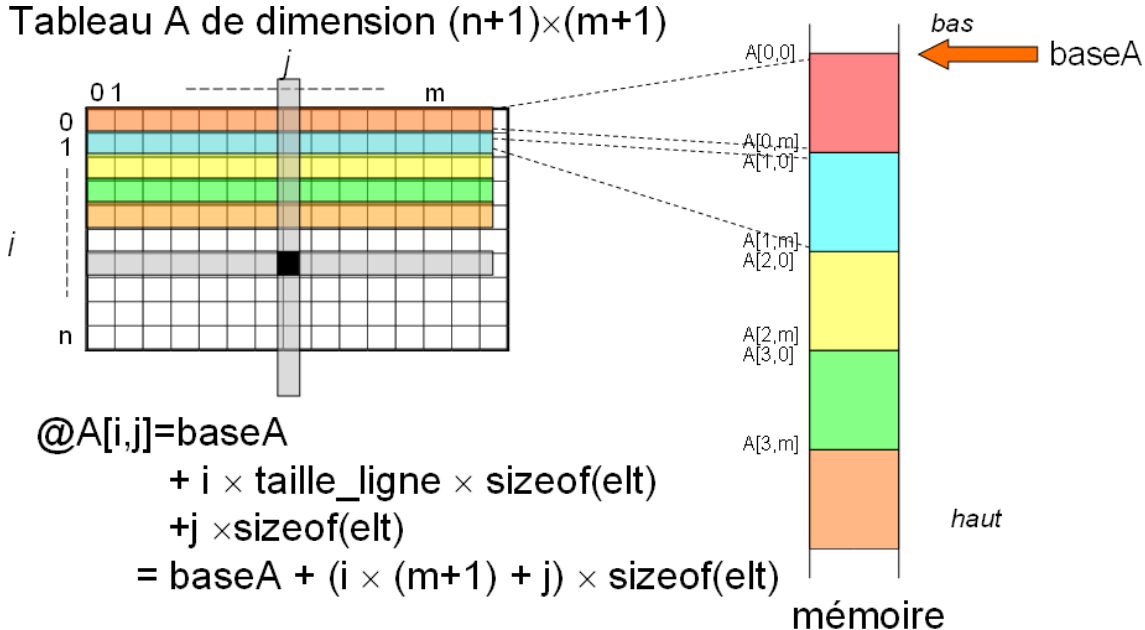 Tableau A de dimension (n+1)×(m+1)
j
0 1
m
0
1
i
n
bas
baseA
A[0,0]
A[0,m]
A[1,0]
A[1,m]
A[2,0]
A[2,m]
A[3,0]
A[3,m]
haut
mémoire
@A[i,j]=baseA
+ i × taille_ligne × sizeof(elt)
+j ×sizeof(elt)
= baseA + (i × (m+1) + j) × sizeof(elt)